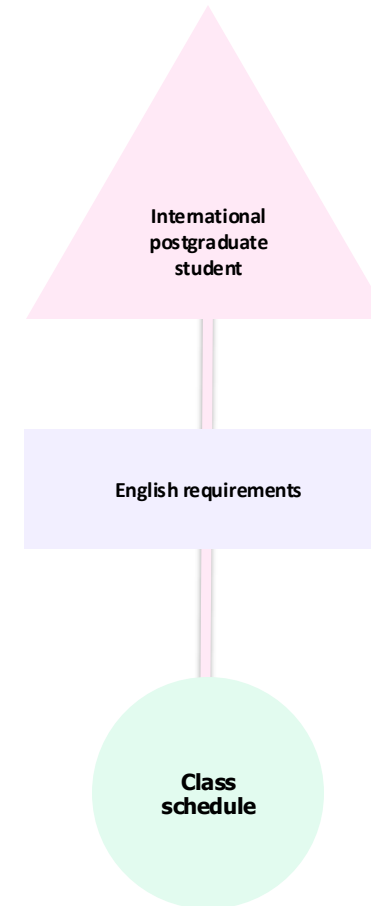 International
postgraduate
student
English requirements
Class
schedule